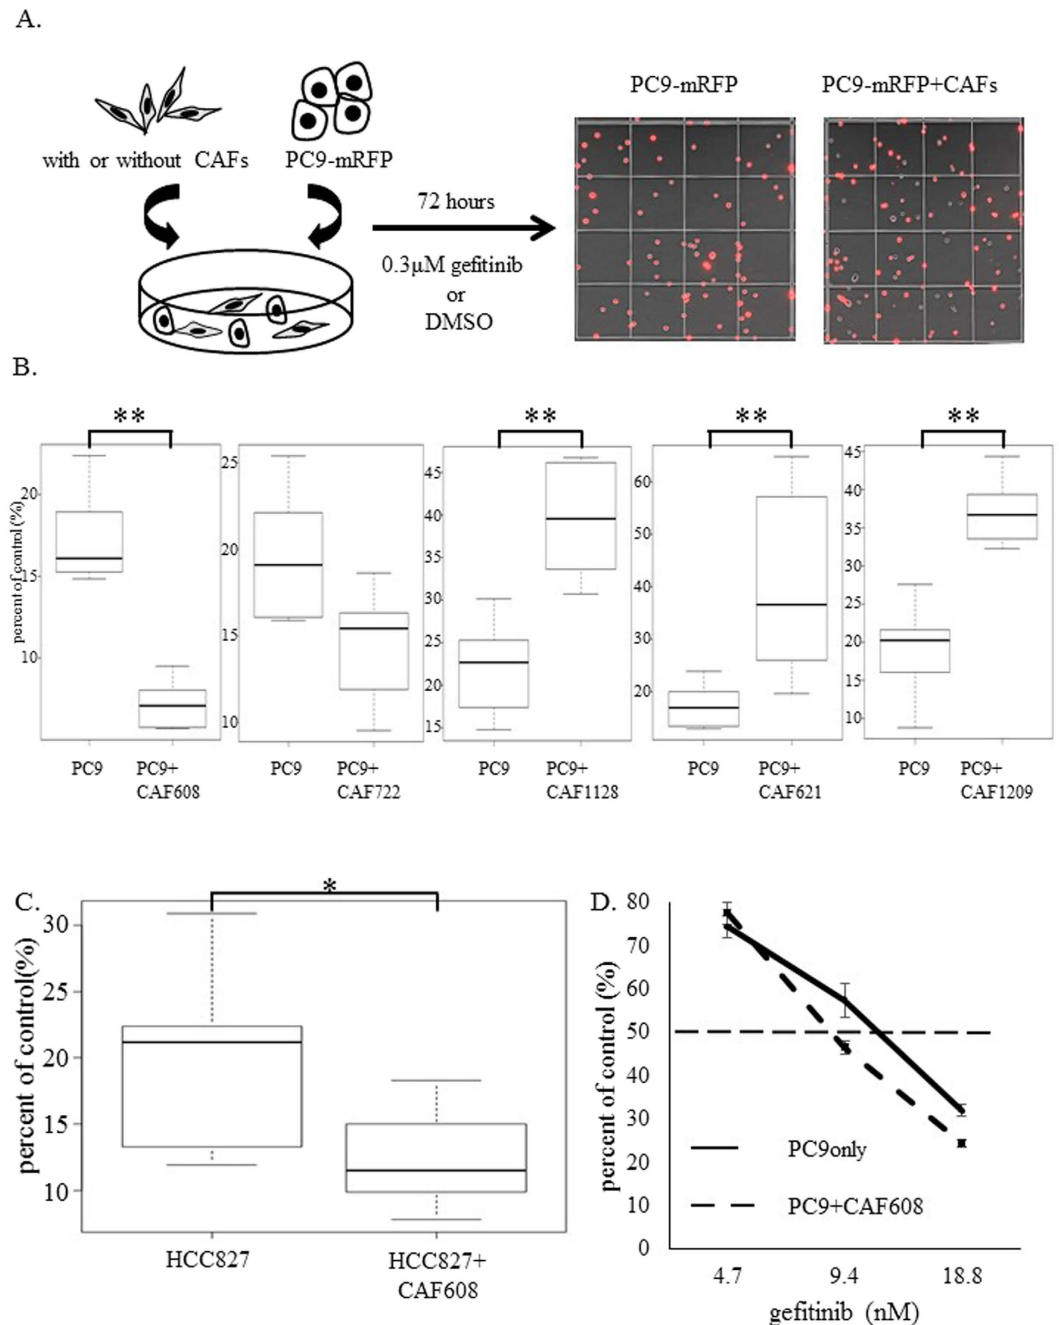 A.
with or without CAFs
PC9-mRFP
72 hours
0.3μM gefitinib
or
DMSO
PC9-mRFP
PC9-mRFP+CAFs
B.
percent of control (%)
20
15
10
**
PC9
PC9+
CAF608
25
20
15
10
PC9
PC9+
CAF722
45
40
35
30
25
20
15
**
PC9
PC9+
CAF1128
60
50
40
30
20
**
PC9
PC9+
CAF621
45
40
35
30
25
20
15
10
**
PC9
PC9+
CAF1209
C.
percent of control(%)
30
25
20
15
10
*
HCC827
HCC827+
CAF608
D.
percent of control (%)
80
70
60
50
40
30
20
10
0
PC9only
PC9+CAF608
4.7
9.4
18.8
gefitinib (nM)